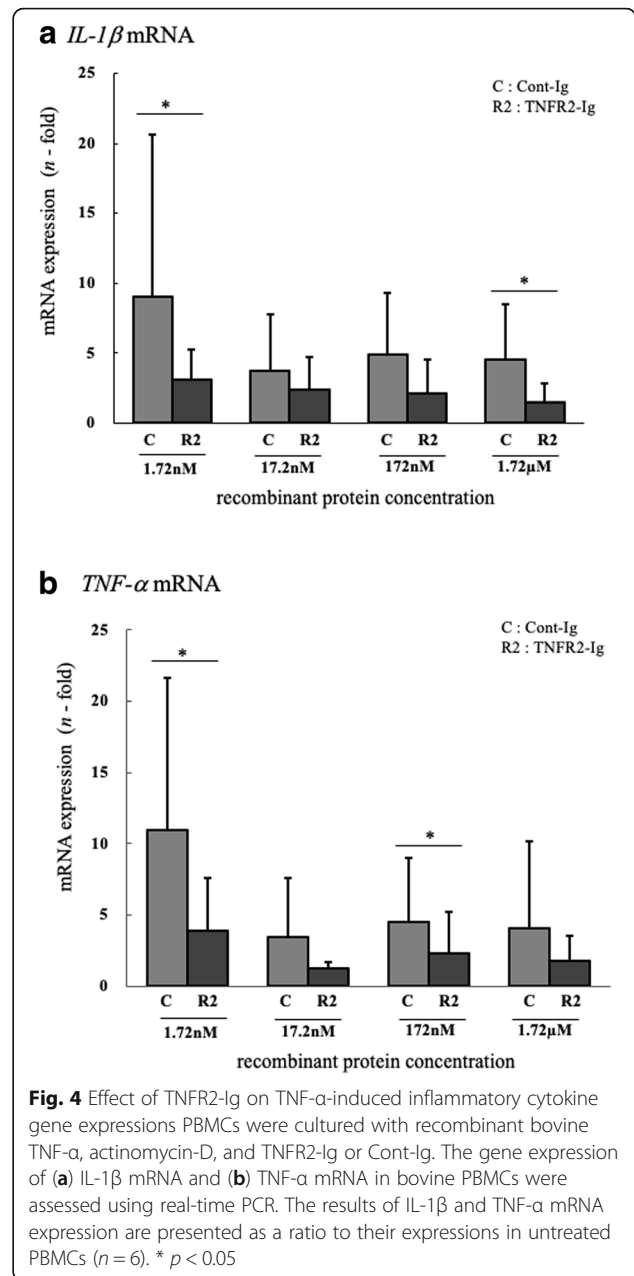 a IL-1β mRNA
25
20
15
10
5
0
mRNA expression (n - fold)
C : Cont-Ig
R2 : TNFR2-Ig
*
*
C R2 C R2 C R2 C R2
1.72nM 17.2nM 172nM 1.72μM
recombinant protein concentration
b TNF-α mRNA
25
20
15
10
5
0
mRNA expression (n - fold)
C : Cont-Ig
R2 : TNFR2-Ig
*
*
C R2 C R2 C R2 C R2
1.72nM 17.2nM 172nM 1.72μM
recombinant protein concentration
Fig. 4 Effect of TNFR2-Ig on TNF-α-induced inflammatory cytokine
gene expressions PBMCs were cultured with recombinant bovine
TNF-α, actinomycin-D, and TNFR2-Ig or Cont-Ig. The gene expression
of (a) IL-1β mRNA and (b) TNF-α mRNA in bovine PBMCs were
assessed using real-time PCR. The results of IL-1β and TNF-α mRNA
expression are presented as a ratio to their expressions in untreated
PBMCs (n = 6). * p < 0.05